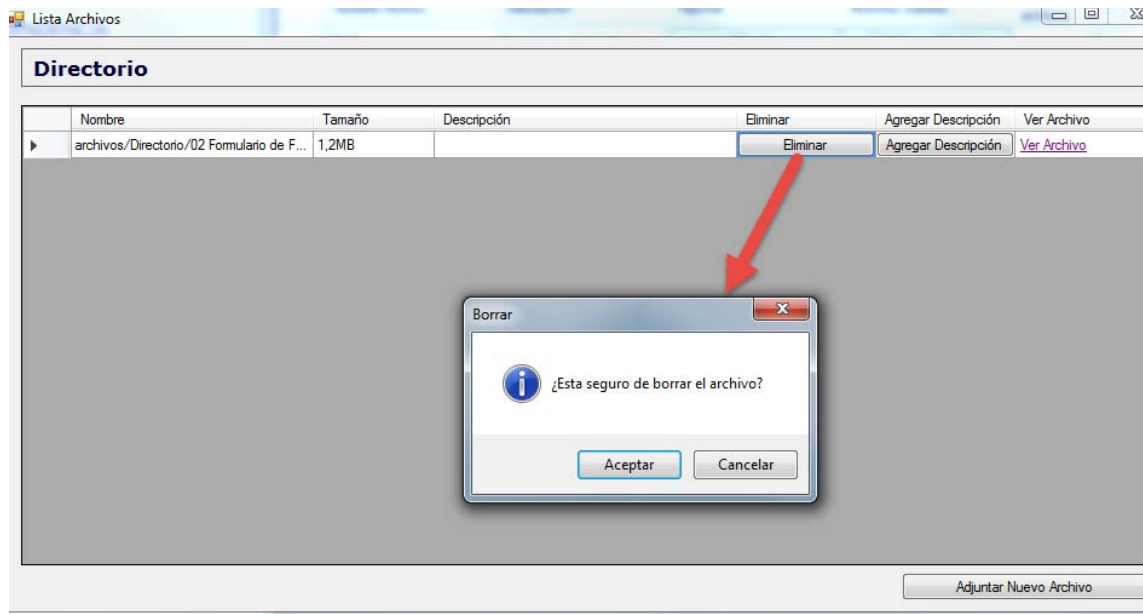 Lista Archivos
Directorio
Nombre Tamaño Descripción Eliminar Agregar Descripción Ver Archivo
archivos/Directorio/02 Formulario de F... 1,2MB Eliminar Agregar Descripción Ver Archivo
Borrar
¿Esta seguro de borrar el archivo?
Aceptar Cancelar
Adjuntar Nuevo Archivo